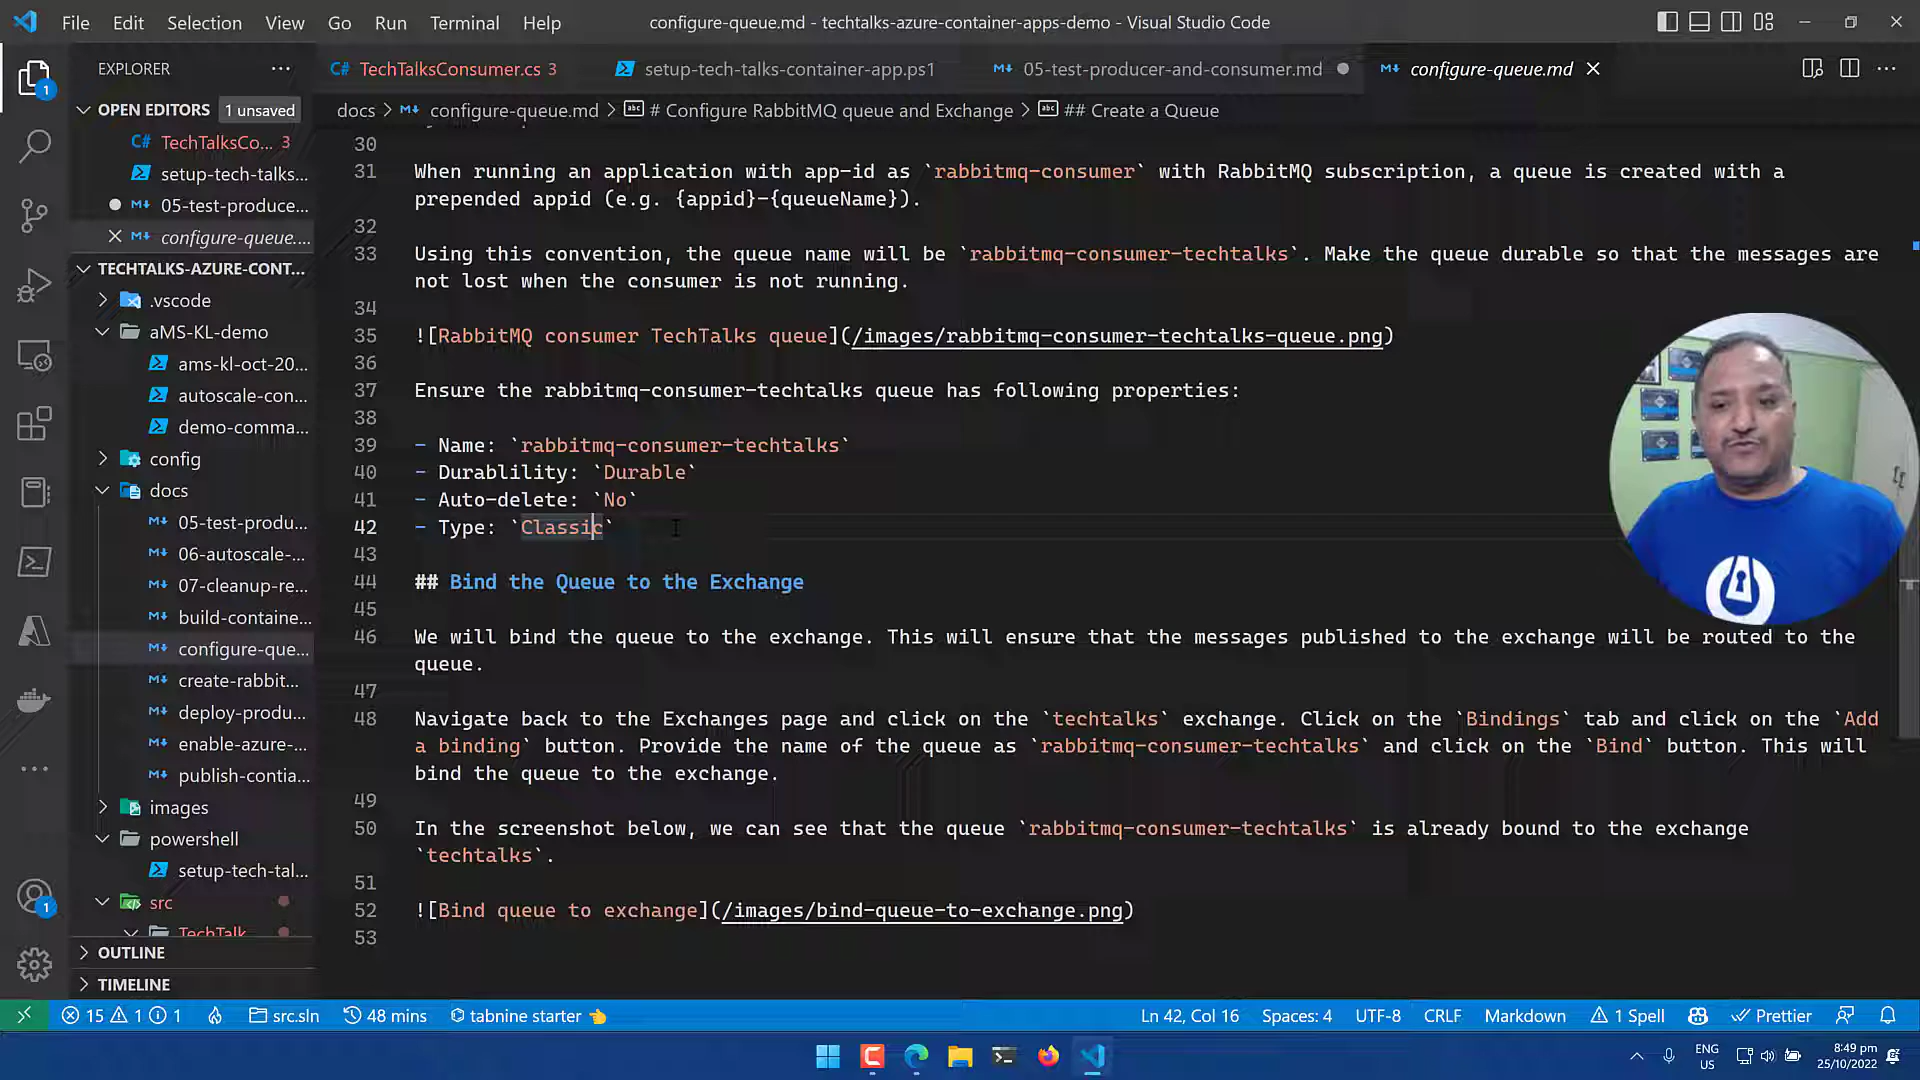 File Edit Selection View Go Run Terminal Help
configure-queue.md - techtalks-azure-container-apps-demo - Visual Studio Code
EXPLORER
TechTalksConsumer.cs 3
setup-tech-talks-container-app.ps1
05-test-producer-and-consumer.md
configure-queue.md
OPEN EDITORS 1 unsaved
TechTalksCo... 3
setup-tech-talks...
05-test-produce...
configure-queue....
TECHTALKS-AZURE-CONT...
.vscode
aMS-KL-demo
ams-kl-oct-20...
autoscale-con...
demo-comma...
config
docs
05-test-produ...
06-autoscale-...
07-cleanup-re...
build-containe...
configure-que...
create-rabbit...
deploy-produ...
enable-azure-...
publish-contia...
images
powershell
setup-tech-tal...
src
TechTalk
OUTLINE
TIMELINE
docs > configure-queue.md > # Configure RabbitMQ queue and Exchange > ## Create a Queue
30
31 When running an application with app-id as `rabbitmq-consumer` with RabbitMQ subscription, a queue is created with a
prepended appid (e.g. {appid}-{queueName}).
32
33 Using this convention, the queue name will be `rabbitmq-consumer-techtalks`. Make the queue durable so that the messages are
not lost when the consumer is not running.
34
35 ![RabbitMQ consumer TechTalks queue](/images/rabbitmq-consumer-techtalks-queue.png)
36
37 Ensure the rabbitmq-consumer-techtalks queue has following properties:
38
39 - Name: `rabbitmq-consumer-techtalks`
40 - Durablility: `Durable`
41 - Auto-delete: `No`
42 - Type: `Classic`
43
44 ## Bind the Queue to the Exchange
45
46 We will bind the queue to the exchange. This will ensure that the messages published to the exchange will be routed to the
queue.
47
48 Navigate back to the Exchanges page and click on the `techtalks` exchange. Click on the `Bindings` tab and click on the `Add
a binding` button. Provide the name of the queue as `rabbitmq-consumer-techtalks` and click on the `Bind` button. This will
bind the queue to the exchange.
49
50 In the screenshot below, we can see that the queue `rabbitmq-consumer-techtalks` is already bound to the exchange
`techtalks`.
51
52 ![Bind queue to exchange](/images/bind-queue-to-exchange.png)
53
1
1
15 1 1 src.sln 48 mins tabnine starter
Ln 42, Col 16 Spaces: 4 UTF-8 CRLF Markdown 1 Spell Prettier
ENG
US
8:49 pm
25/10/2022